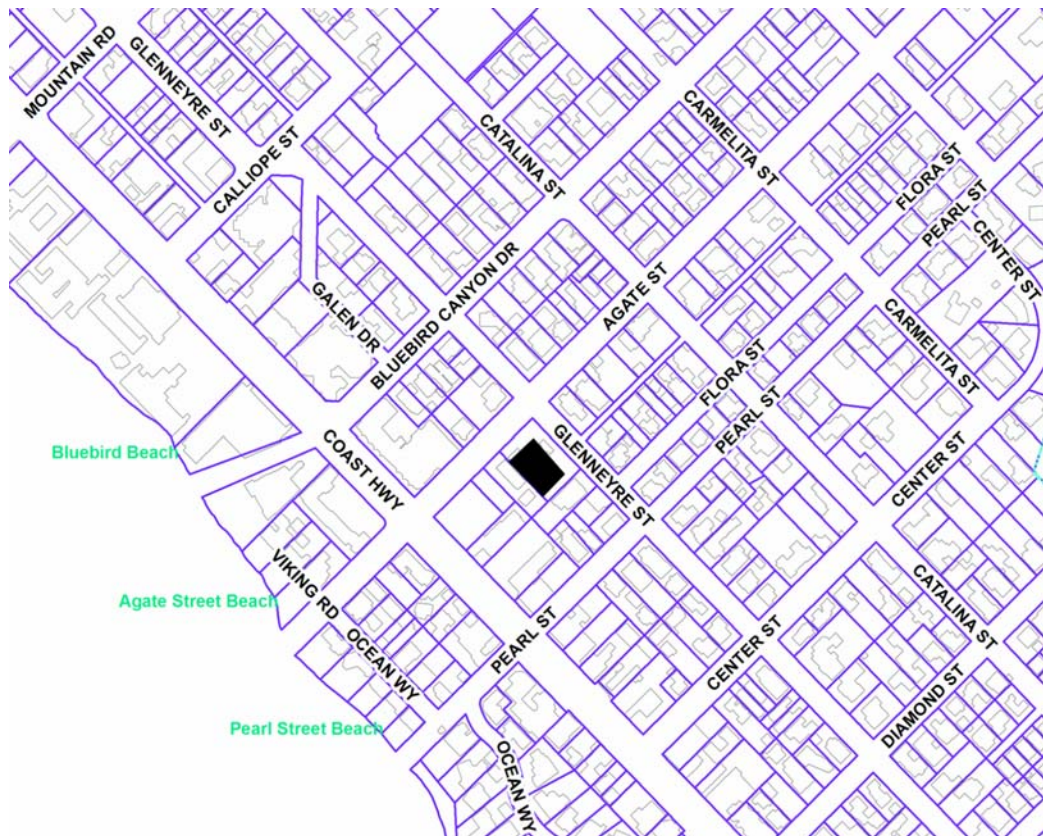 MOUNTAIN RD
GLENNEYRE ST
CALLIOPE ST
CATALINA ST
CARMELITA ST
FLORA ST
PEARL ST
CENTER ST
GALEN DR
BLUEBIRD CANYON DR
AGATE ST
CARMELITA ST
FLORA ST
PEARL ST
Bluebird Beach
COAST HWY
GLENNEYRE ST
CENTER ST
Agate Street Beach
VIKING RD
OCEAN WY
PEARL ST
CENTER ST
CATALINA ST
DIAMOND ST
Pearl Street Beach
OCEAN WY